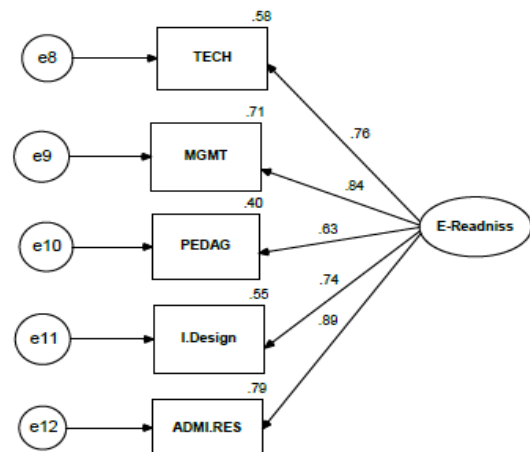 .58
e8
TECH
.76
.71
e9
MGMT
.84
.40
e10
PEDAG
.63
E-Readniss
.55
e11
I.Design
.74
.89
.79
e12
ADMI.RES